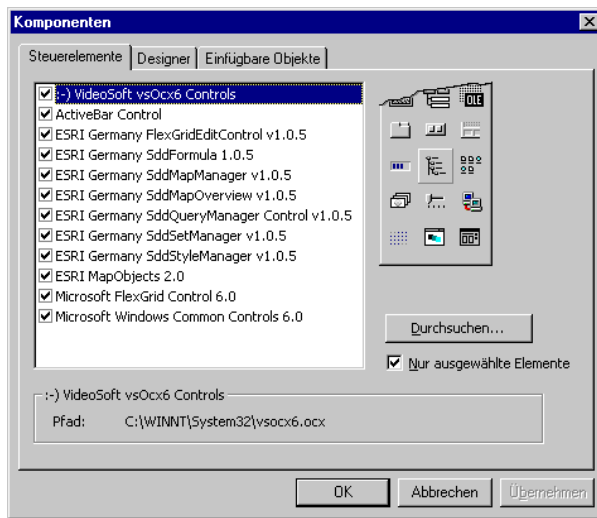 Komponenten
Steuerelemente Designer Einfügbare Objekte
:-) VideoSoft vsOcx6 Controls
ActiveBar Control
ESRI Germany FlexGridEditControl v1.0.5
ESRI Germany SddFormula 1.0.5
ESRI Germany SddMapManager v1.0.5
ESRI Germany SddMapOverview v1.0.5
ESRI Germany SddQueryManager Control v1.0.5
ESRI Germany SddSetManager v1.0.5
ESRI Germany SddStyleManager v1.0.5
ESRI MapObjects 2.0
Microsoft FlexGrid Control 6.0
Microsoft Windows Common Controls 6.0
OLE
Durchsuchen...
Nur ausgewählte Elemente
:-) VideoSoft vsOcx6 Controls
Pfad: C:\WINNT\System32\vsocx6.ocx
OK Abbrechen Übernehmen